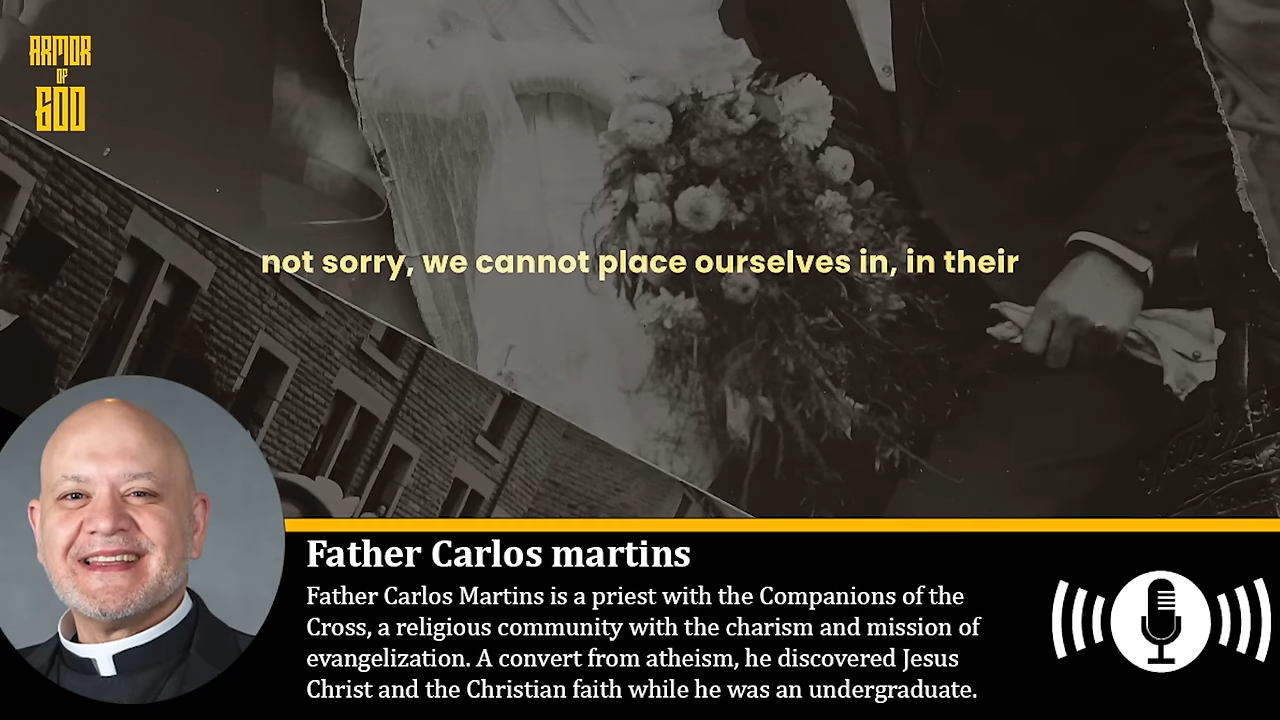 ARMOR
OF
GOD
not sorry, we cannot place ourselves in, in their
Father Carlos martins
Father Carlos Martins is a priest with the Companions of the
Cross, a religious community with the charism and mission of
evangelization. A convert from atheism, he discovered Jesus
Christ and the Christian faith while he was an undergraduate.